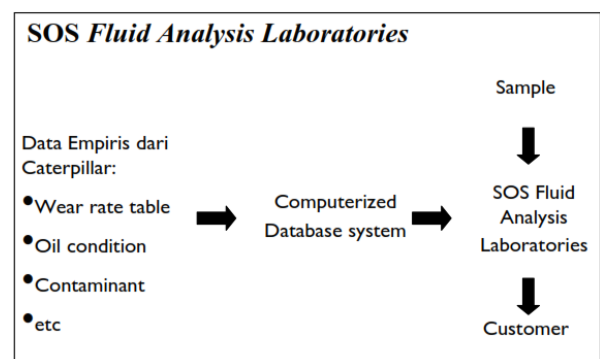 SOS Fluid Analysis Laboratories
Sample
Data Empiris dari
Caterpillar:
•Wear rate table
•Oil condition
•Contaminant
•etc
Computerized
Database system
SOS Fluid
Analysis
Laboratories
Customer